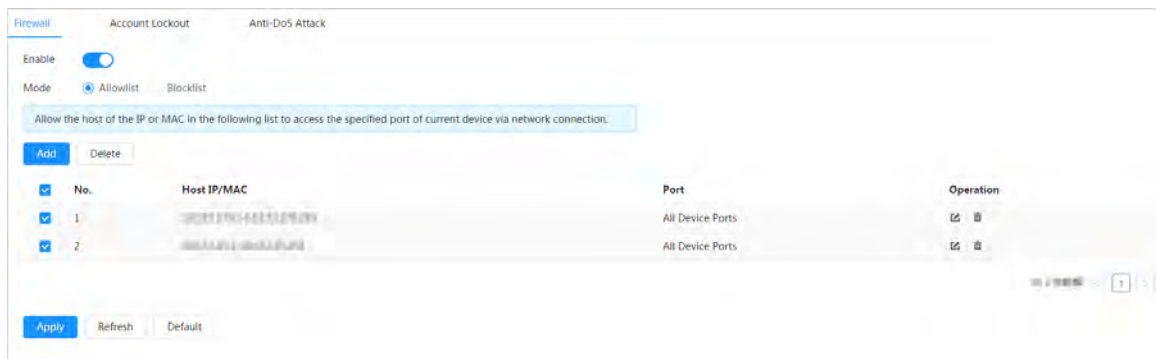 Firewall Account Lockout Anti-DoS Attack
Enable
Mode Allowlist Blocklist
Allow the host of the IP or MAC in the following list to access the specified port of current device via network connection.
Add Delete
No. Host IP/MAC Port Operation
1 All Device Ports
2 All Device Ports
1
Apply Refresh Default